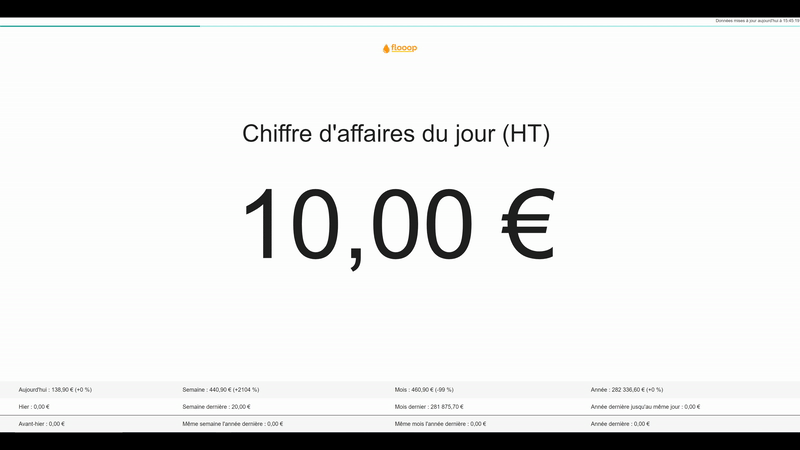 Données mises à jour aujourd'hui à 15:45:19
flooop
Chiffre d'affaires du jour (HT)
10,00 €
Aujourd'hui : 138,90 € (+0 %) Semaine : 440,90 € (+2104 %) Mois : 460,90 € (-99 %) Année : 282 336,60 € (+0 %)
Hier : 0,00 € Semaine dernière : 20,00 € Mois dernier : 281 875,70 € Année dernière jusqu'au même jour : 0,00 €
Avant-hier : 0,00 € Même semaine l'année dernière : 0,00 € Même mois l'année dernière : 0,00 € Année dernière : 0,00 €